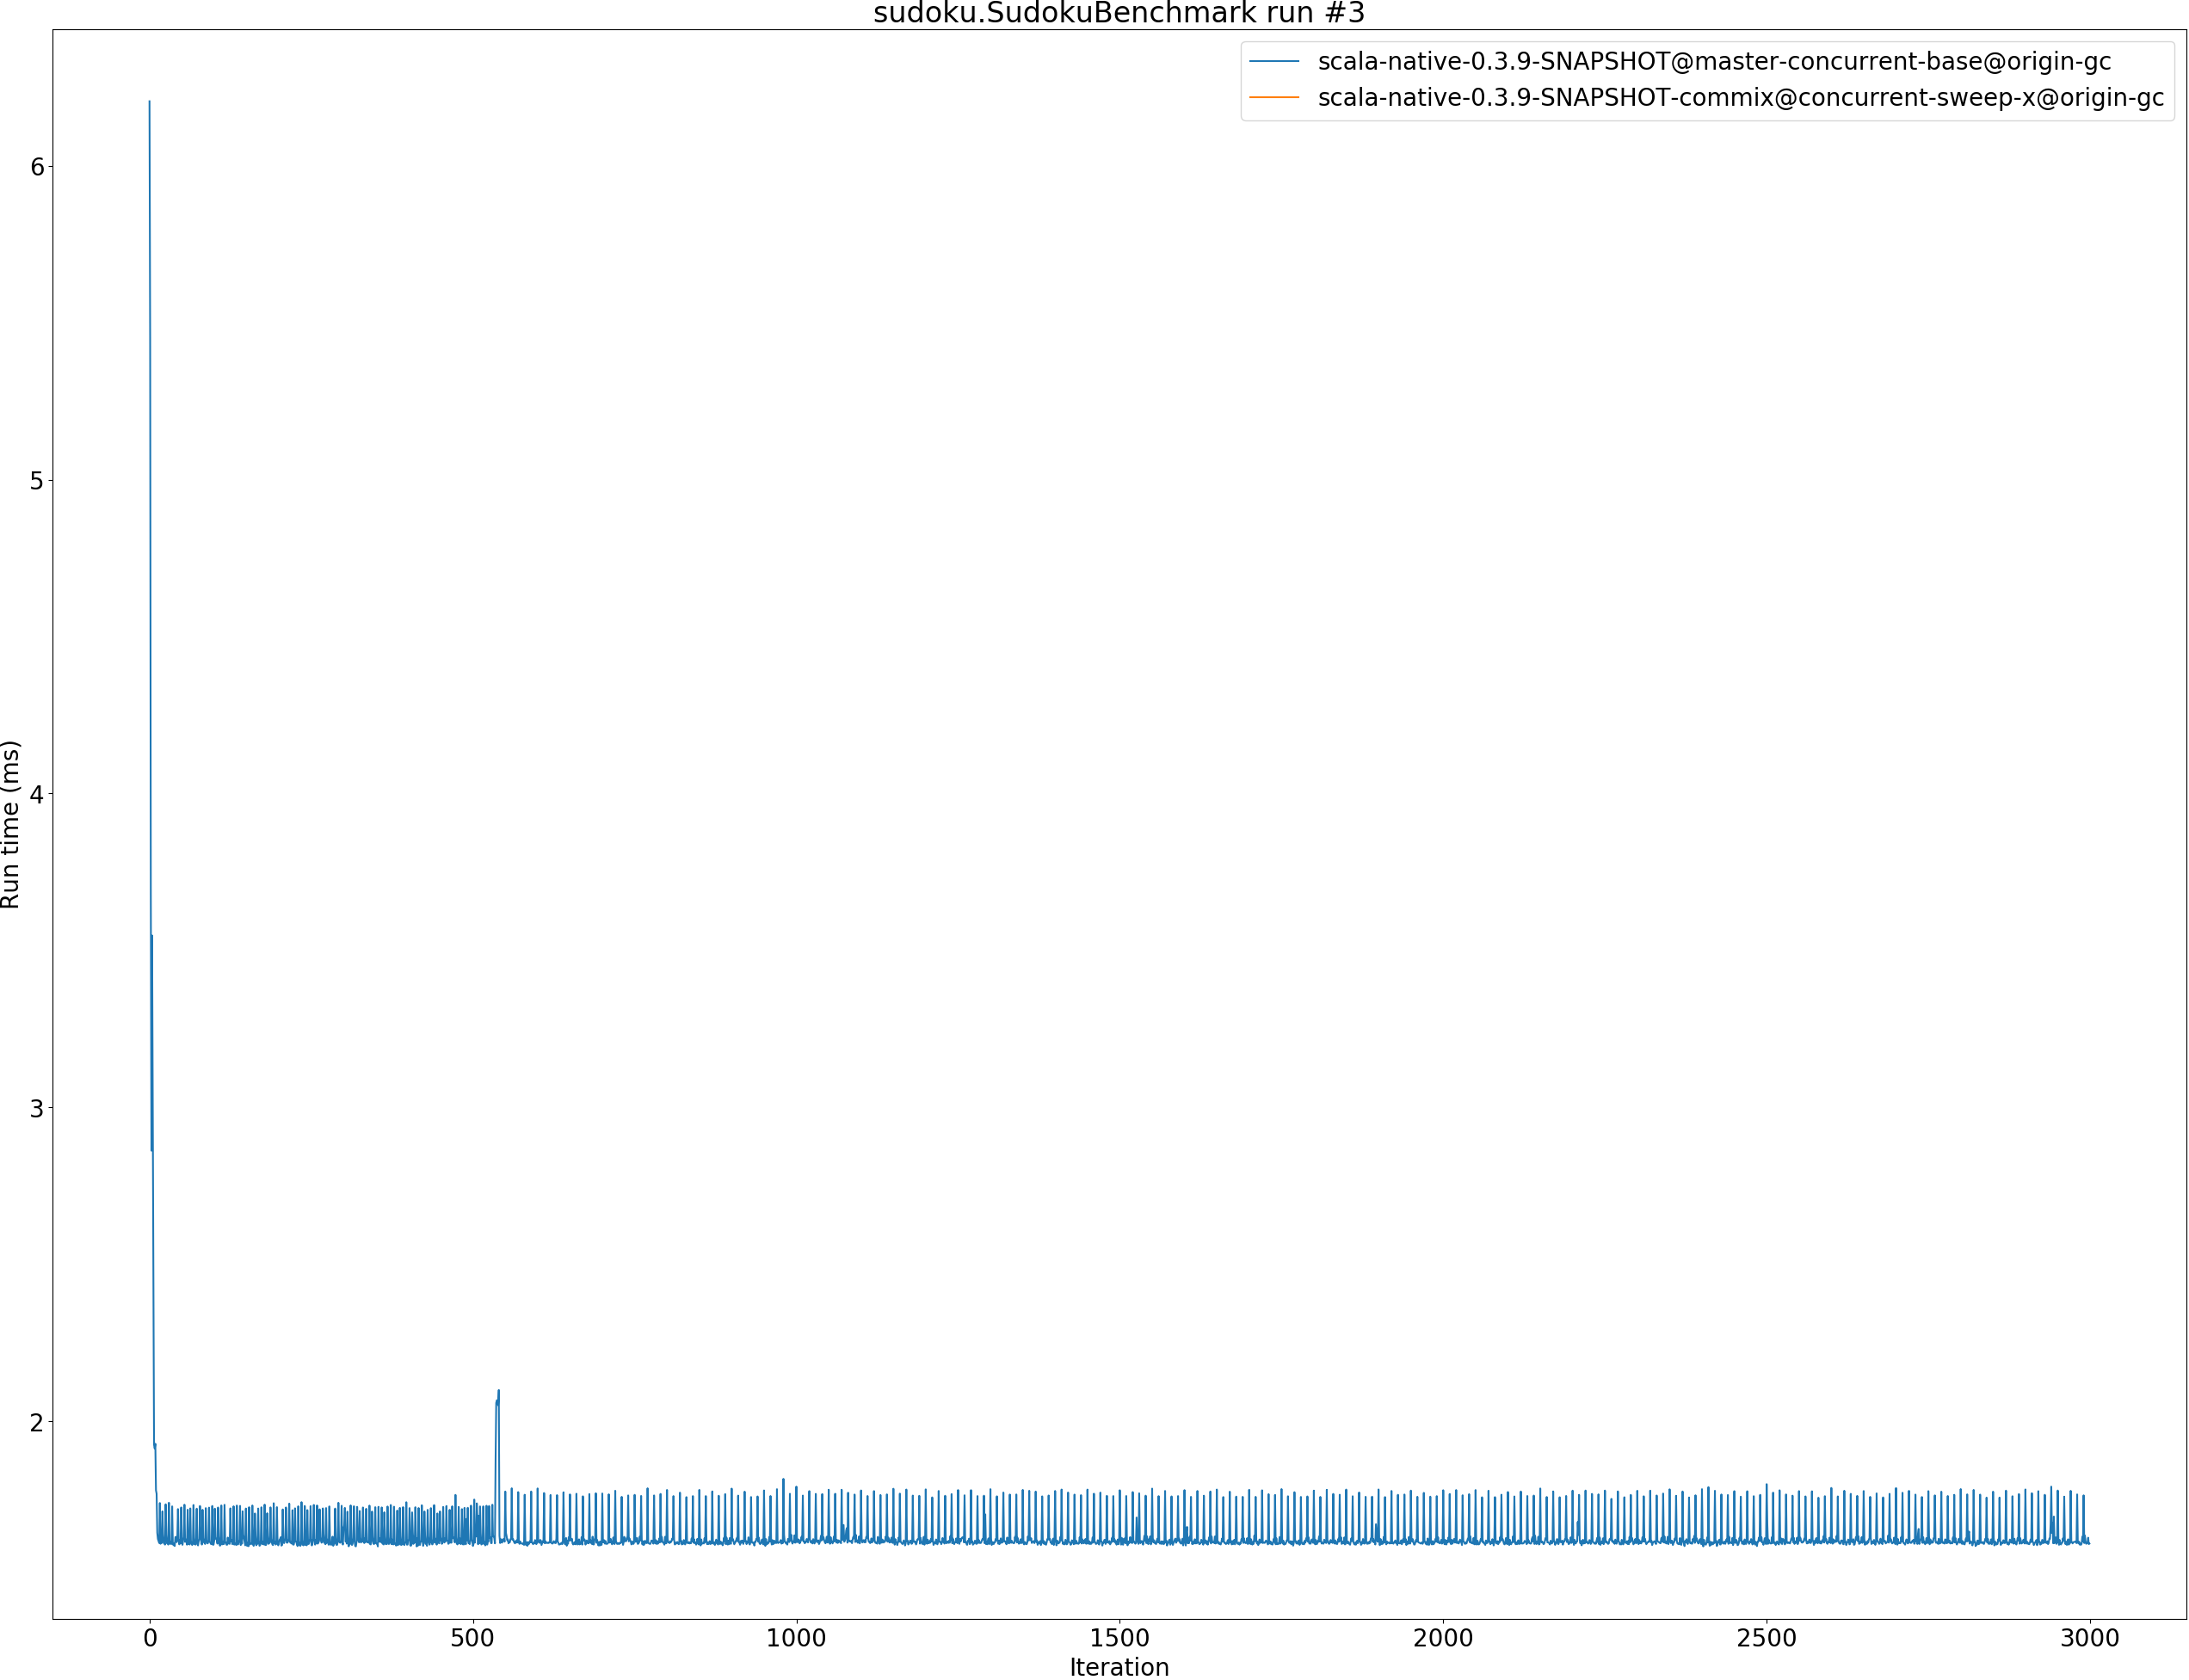 sudoku.SudokuBenchmark run #3
scala-native-0.3.9-SNAPSHOT@master-concurrent-base@origin-gc
scala-native-0.3.9-SNAPSHOT-commix@concurrent-sweep-x@origin-gc
Run time (ms)
6
5
4
3
2
0 500 1000 1500 2000 2500 3000
Iteration